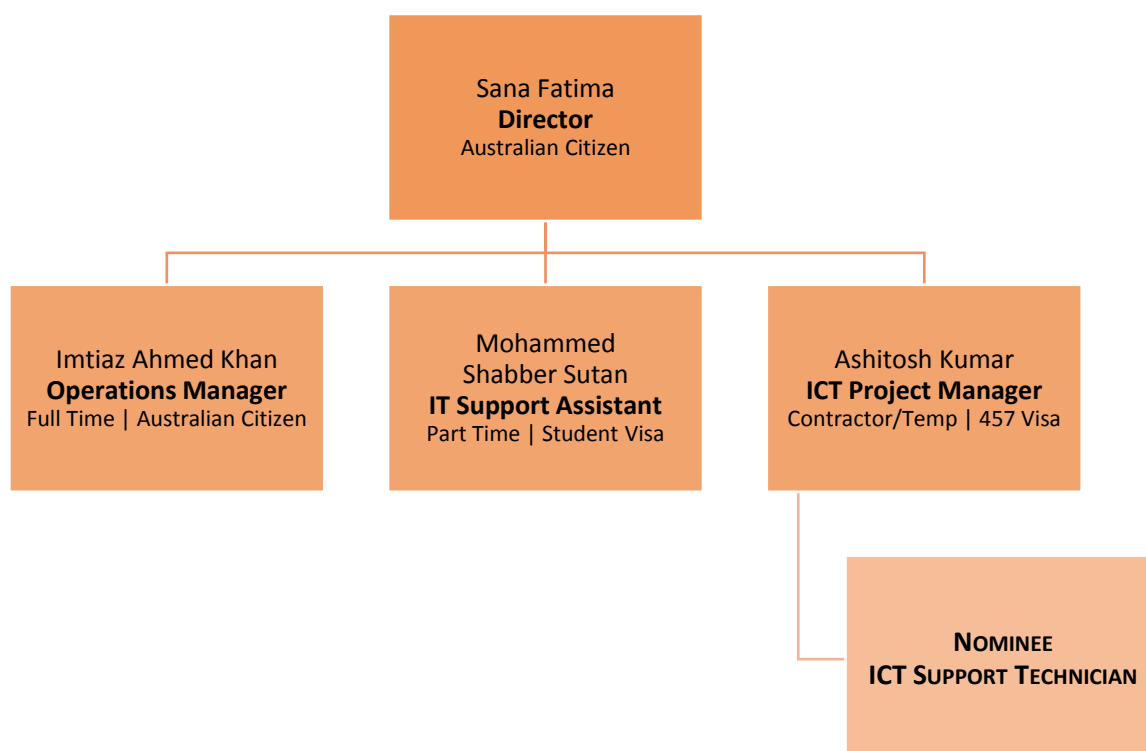 Sana Fatima
Director
Australian Citizen
Imtiaz Ahmed Khan
Operations Manager
Full Time | Australian Citizen
Mohammed
Shabber Sutan
IT Support Assistant
Part Time | Student Visa
Ashitosh Kumar
ICT Project Manager
Contractor/Temp | 457 Visa
NOMINEE
ICT SUPPORT TECHNICIAN